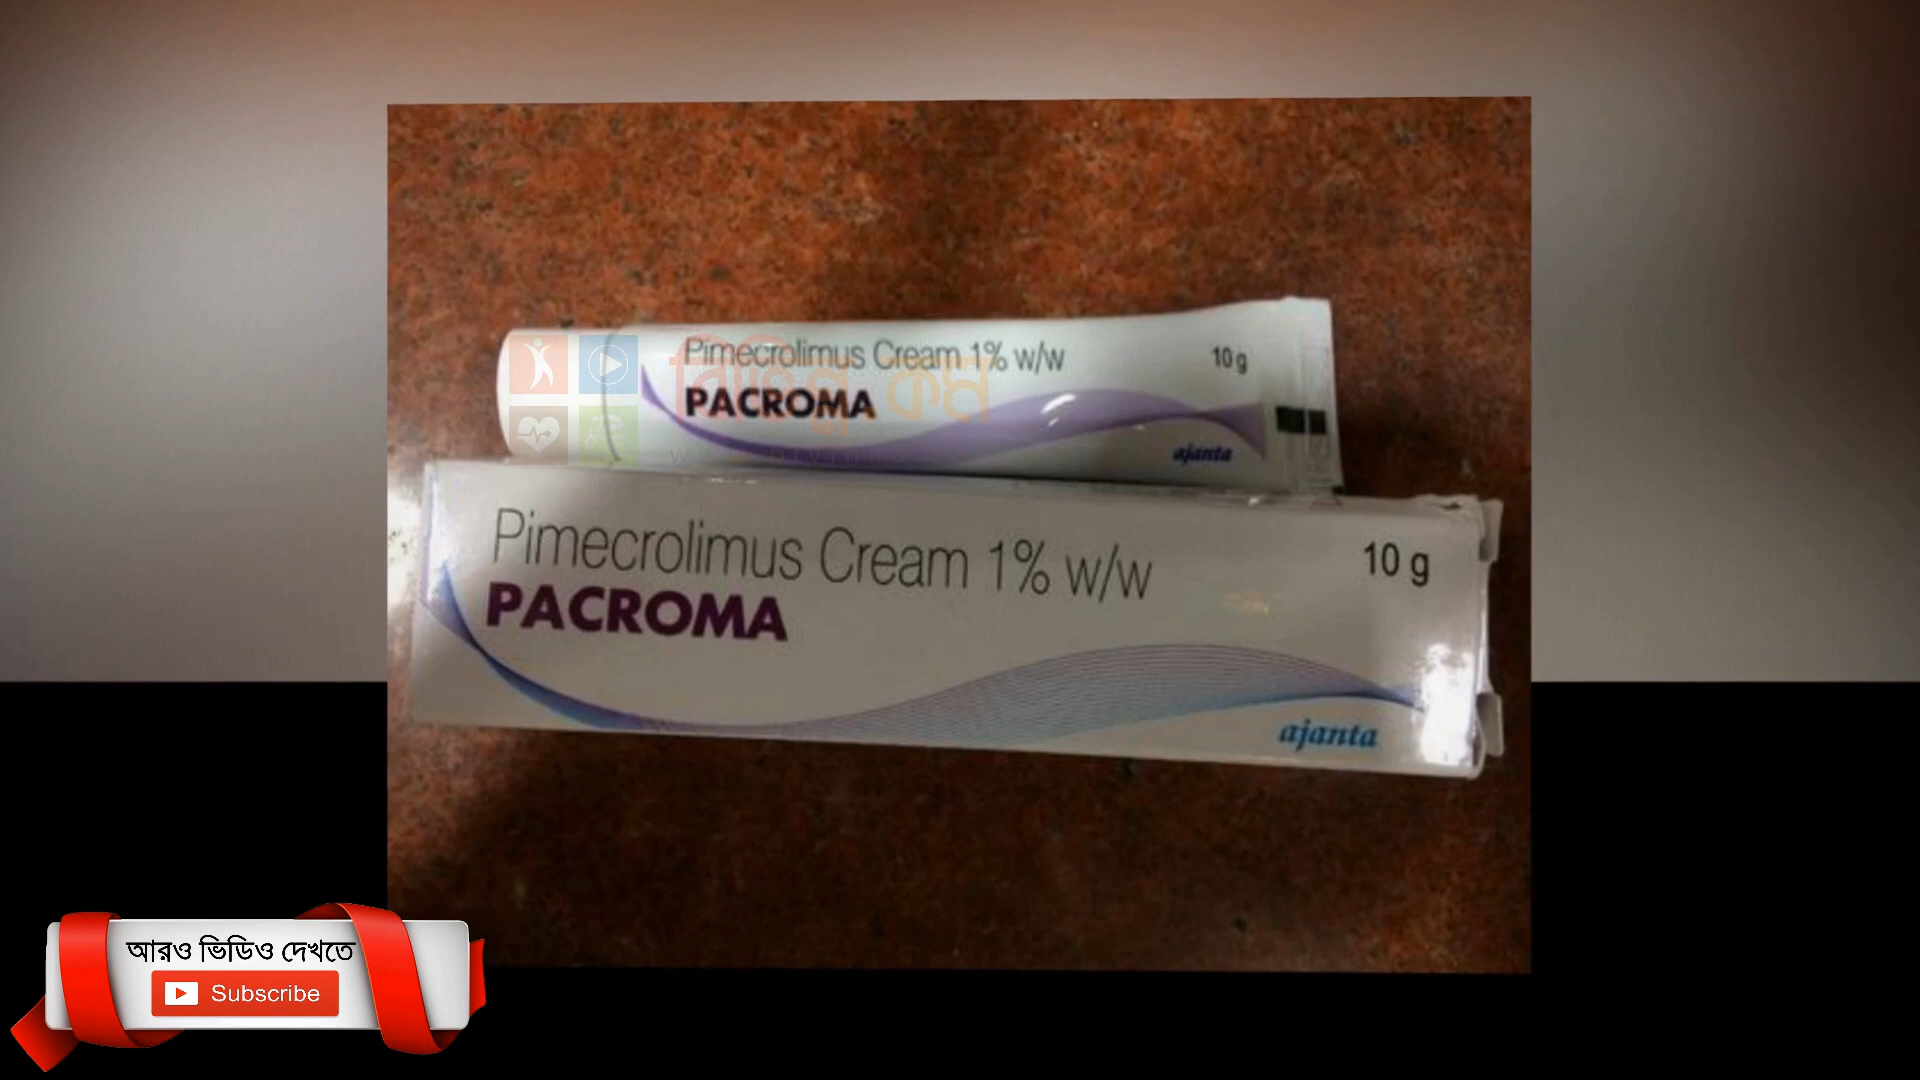 Pimecrolimus Cream 1% w/w
10 g
PACROMA
ajanta
Pimecrolimus Cream 1% w/w
10 g
PACROMA
ajanta
আরও ভিডিও দেখতে
Subscribe